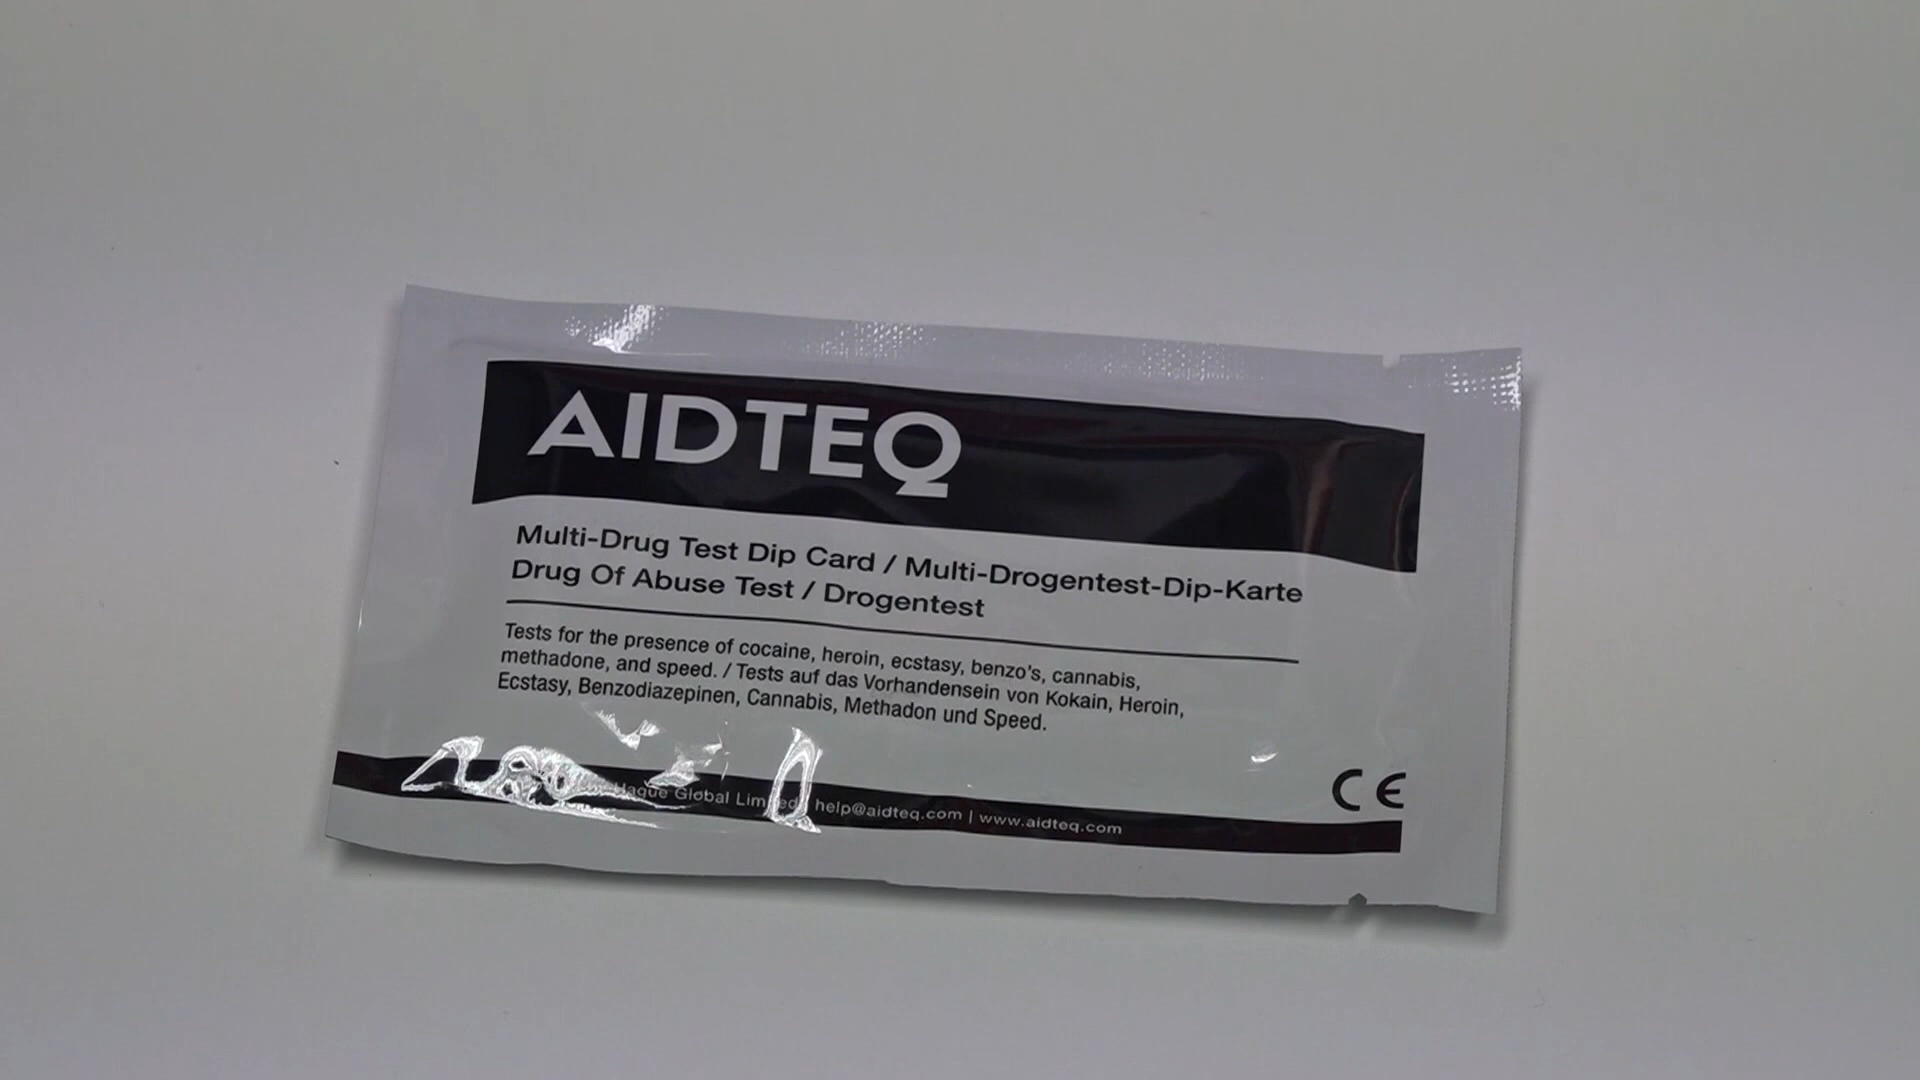 AIDTEQ
Multi-Drug Test Dip Card / Multi-Drogentest-Dip-Karte
Drug Of Abuse Test / Drogentest
Tests for the presence of cocaine, heroin, ecstasy, benzo's, cannabis,
methadone, and speed. / Tests auf das Vorhandensein von Kokain, Heroin,
Ecstasy, Benzodiazepinen, Cannabis, Methadon und Speed.
CE
Haque Global Limited | help@aidteq.com | www.aidteq.com